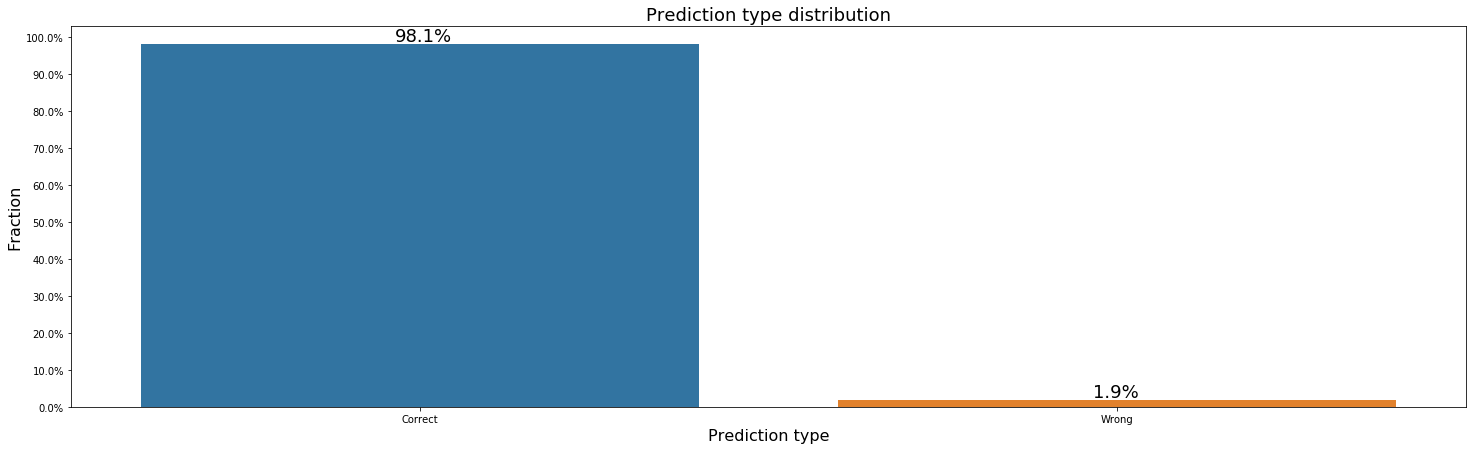 Prediction type distribution
100.0%
90.0%
80.0%
70.0%
60.0%
50.0%
40.0%
30.0%
20.0%
10.0%
0.0%
Fraction
98.1%
1.9%
Correct
Wrong
Prediction type